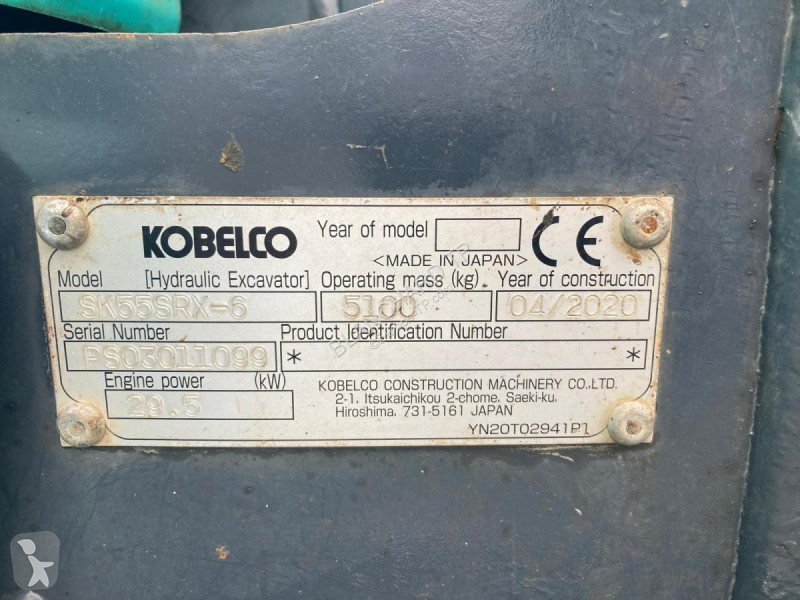 KOBELCO
Year of model
CE
<MADE IN JAPAN>
Model [Hydraulic Excavator] Operating mass (kg) Year of construction
SK55SRX-6 5100 04/2020
Serial Number Product Identification Number
PS03011099 * *
Engine power (kW)
29.5
KOBELCO CONSTRUCTION MACHINERY CO.,LTD.
2-1, Itsukaichikou 2-chome, Saeki-ku,
Hiroshima, 731-5161 JAPAN
YN20T02941P1